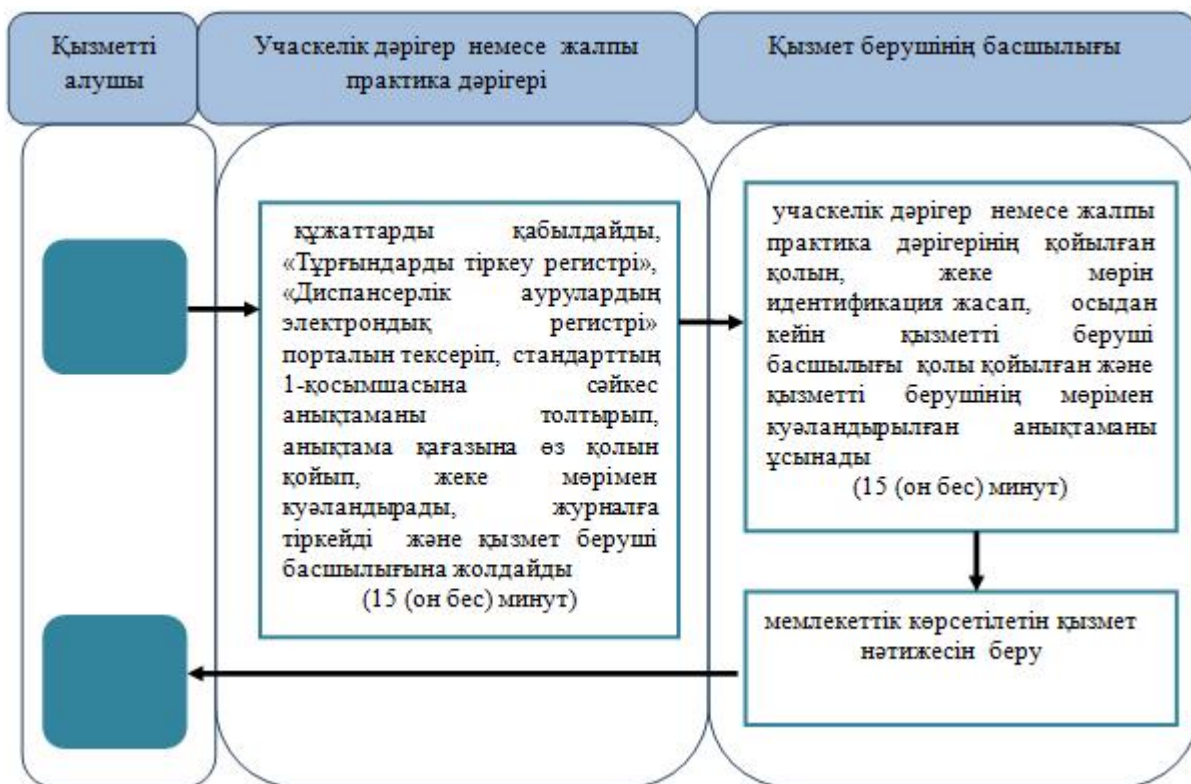 Қызметті
алушы
Учаскелік дәрігер немесе жалпы
практика дәрігері
Қызмет берушінің басшылығы
құжаттарды қабылдайды,
«Тұрғындарды тіркеу регистрі»,
«Диспансерлік аурулардың
электрондық регистрі»
порталын тексеріп, стандарттың
1-қосымшасына сәйкес
анықтаманы толтырып,
анықтама қағазына өз қолын
қойып, жеке мөрімен
куәландырады, журналға
тіркейді және қызмет беруші
басшылығына жолдайды
(15 (он бес) минут)
учаскелік дәрігер немесе жалпы
практика дәрігерінің қойылған
қолын, жеке мөрін
идентификация жасап, осыдан
кейін қызметті беруші
басшылығы қолы қойылған және
қызметті берушінің мөрімен
куәландырылған анықтаманы
ұсынады
(15 (он бес) минут)
мемлекеттік көрсетілетін қызмет
нәтижесін беру